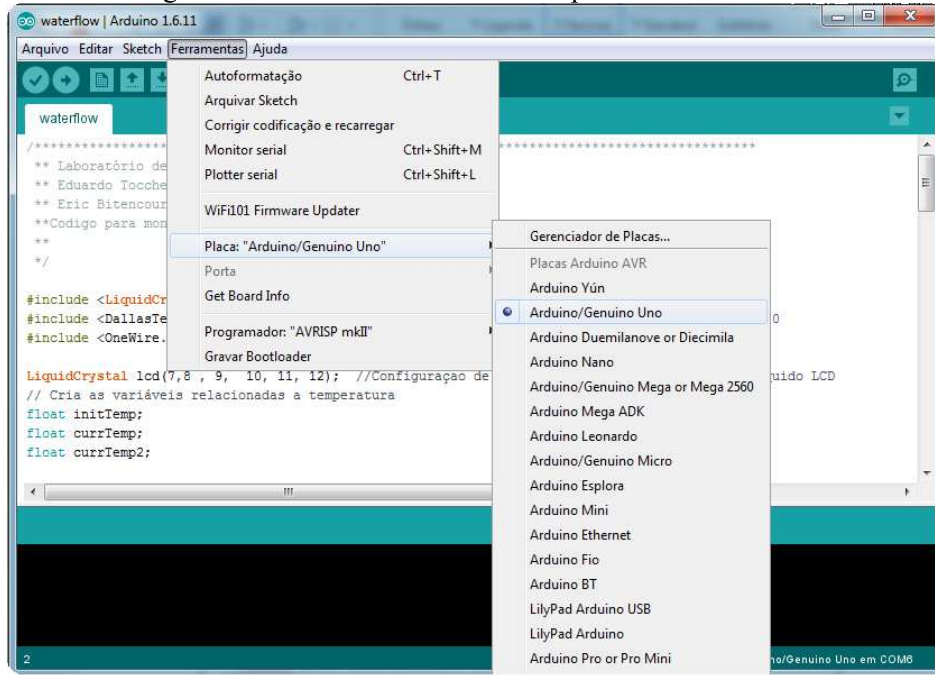 waterflow | Arduino 1.6.11
Arquivo Editar Sketch Ferramentas Ajuda
waterflow
Autoformatação Ctrl+T
Arquivar Sketch
Corrigir codificação e recarregar
Monitor serial Ctrl+Shift+M
Plotter serial Ctrl+Shift+L
WiFi101 Firmware Updater
Placa: "Arduino/Genuino Uno"
Porta
Get Board Info
Programador: "AVRISP mkII"
Gravar Bootloader
Gerenciador de Placas...
Placas Arduino AVR
Arduino Yún
Arduino/Genuino Uno
Arduino Duemilanove or Diecimila
Arduino Nano
Arduino/Genuino Mega or Mega 2560
Arduino Mega ADK
Arduino Leonardo
Arduino/Genuino Micro
Arduino Esplora
Arduino Mini
Arduino Ethernet
Arduino Fio
Arduino BT
LilyPad Arduino USB
LilyPad Arduino
Arduino Pro or Pro Mini
/*****************
** Laboratório de
** Eduardo Tocche
** Eric Bitencour
**Codigo para mon
**
*/
#include <LiquidCr
#include <DallasTe
#include <OneWire.
LiquidCrystal lcd(7,8 , 9, 10, 11, 12); //Configuraçao de uido LCD
// Cria as variáveis relacionadas a temperatura
float initTemp;
float currTemp;
float currTemp2;
2 no/Genuino Uno em COM6